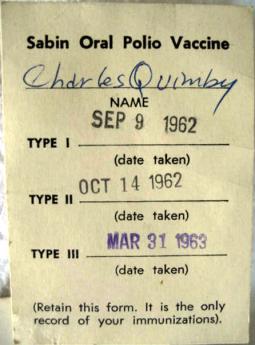 Sabin Oral Polio Vaccine
Charles Quimby
NAME
SEP 9 1962
TYPE I
(date taken)
OCT 14 1962
TYPE II
(date taken)
MAR 31 1963
TYPE III
(date taken)
(Retain this form. It is the only
record of your immunizations).